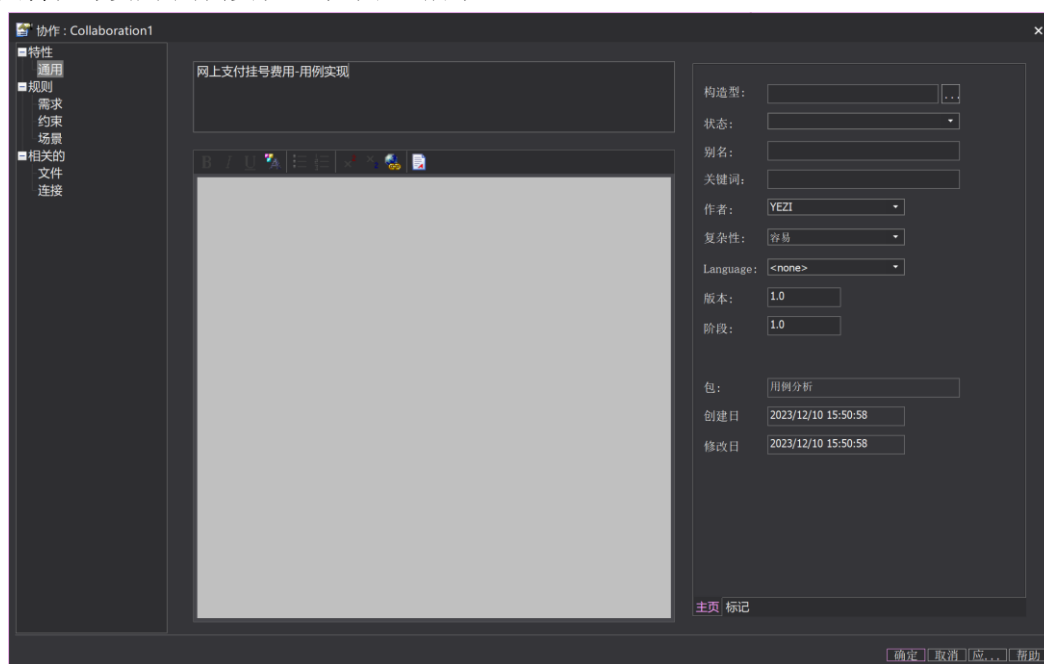 协作 : Collaboration1
特性
通用
规则
需求
约束
场景
相关的
文件
连接
网上支付挂号费用-用例实现
B I U
构造型:
...
状态:
别名:
关键词:
作者: YEZI
复杂性: 容易
Language: <none>
版本: 1.0
阶段: 1.0
包: 用例分析
创建日 2023/12/10 15:50:58
修改日 2023/12/10 15:50:58
主页 标记
确定 取消 应... 帮助